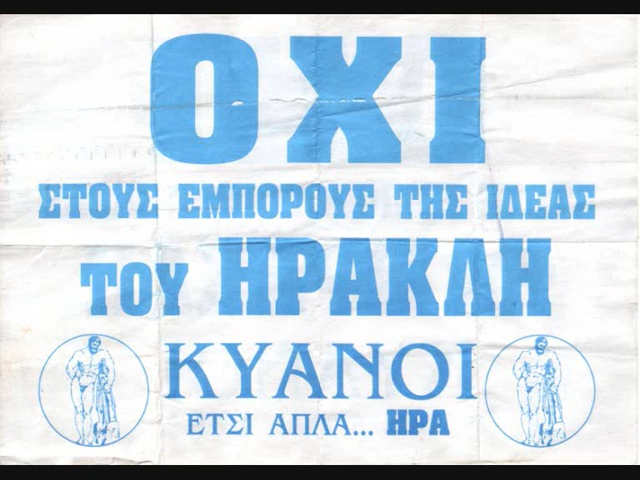 ΟΧΙ
ΣΤΟΥΣ ΕΜΠΟΡΟΥΣ ΤΗΣ ΙΔΕΑΣ
ΤΟΥ ΗΡΑΚΛΗ
ΚΥΑΝΟΙ
ΕΤΣΙ ΑΠΛΑ... ΗΡΑ